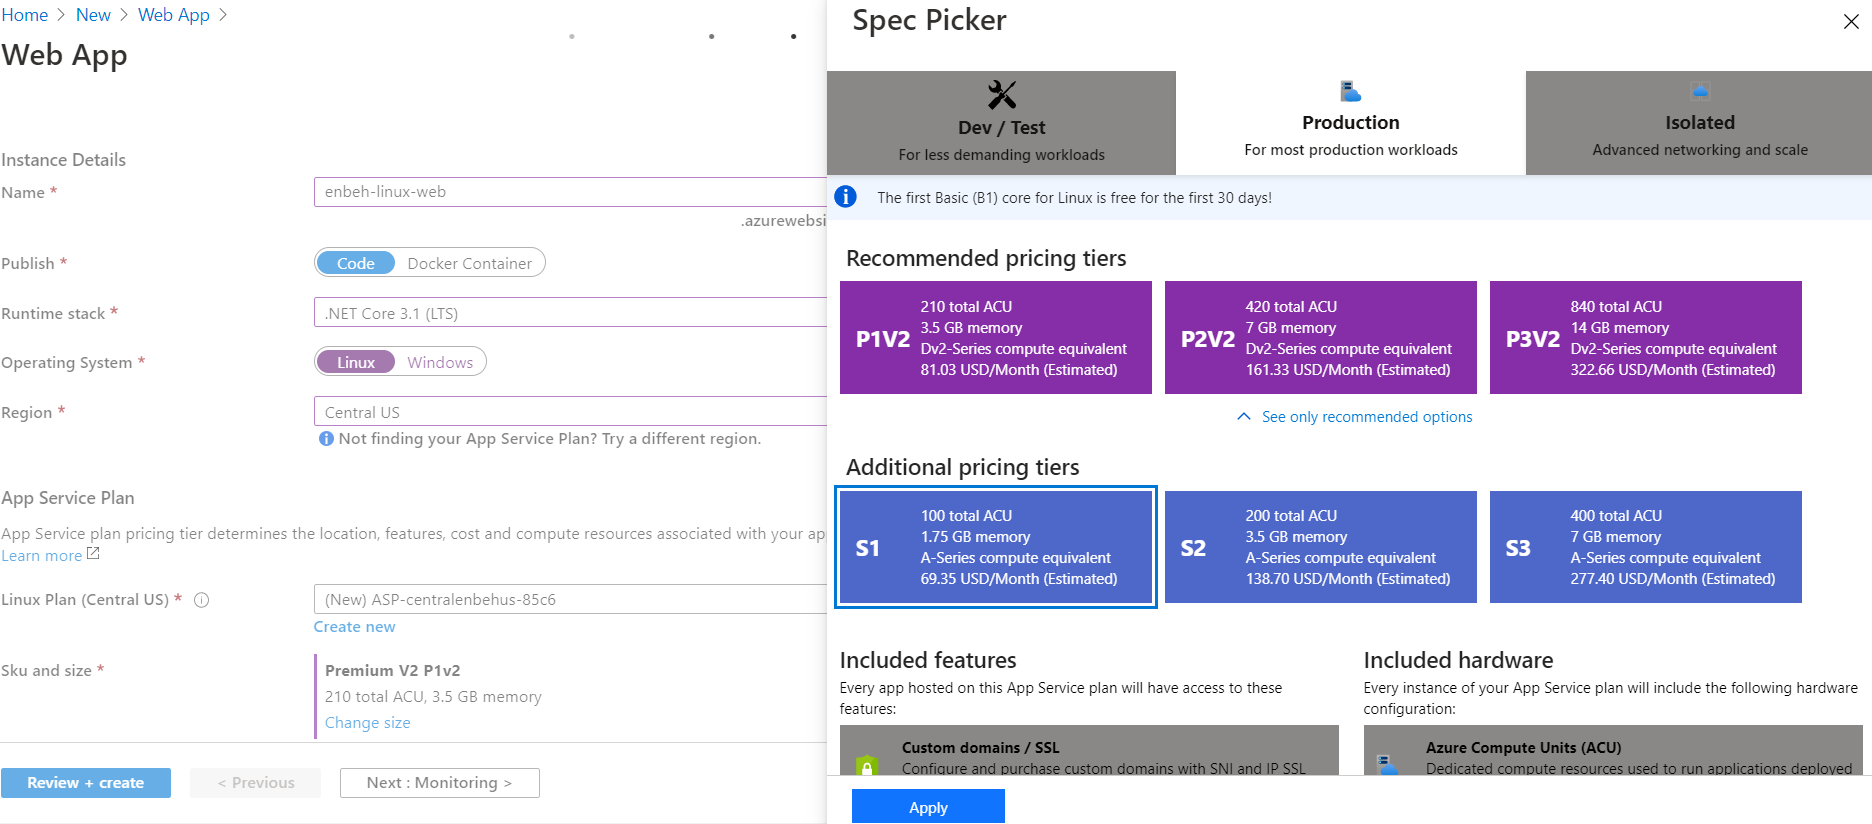 Home > New > Web App >
Web App
Instance Details
Name *
enbeh-linux-web
.azurewebsi
Publish *
Code
Docker Container
Runtime stack *
.NET Core 3.1 (LTS)
Operating System *
Linux
Windows
Region *
Central US
Not finding your App Service Plan? Try a different region.
App Service Plan
App Service plan pricing tier determines the location, features, cost and compute resources associated with your app
Learn more
Linux Plan (Central US) *
(New) ASP-centralenbehus-85c6
Create new
Sku and size *
Premium V2 P1v2
210 total ACU, 3.5 GB memory
Change size
Review + create
< Previous
Next : Monitoring >
Spec Picker
Dev / Test
For less demanding workloads
Production
For most production workloads
Isolated
Advanced networking and scale
The first Basic (B1) core for Linux is free for the first 30 days!
Recommended pricing tiers
P1V2
210 total ACU
3.5 GB memory
Dv2-Series compute equivalent
81.03 USD/Month (Estimated)
P2V2
420 total ACU
7 GB memory
Dv2-Series compute equivalent
161.33 USD/Month (Estimated)
P3V2
840 total ACU
14 GB memory
Dv2-Series compute equivalent
322.66 USD/Month (Estimated)
See only recommended options
Additional pricing tiers
S1
100 total ACU
1.75 GB memory
A-Series compute equivalent
69.35 USD/Month (Estimated)
S2
200 total ACU
3.5 GB memory
A-Series compute equivalent
138.70 USD/Month (Estimated)
S3
400 total ACU
7 GB memory
A-Series compute equivalent
277.40 USD/Month (Estimated)
Included features
Every app hosted on this App Service plan will have access to these
features:
Custom domains / SSL
Configure and purchase custom domains with SNI and IP SSL
Included hardware
Every instance of your App Service plan will include the following hardware
configuration:
Azure Compute Units (ACU)
Dedicated compute resources used to run applications deployed
Apply